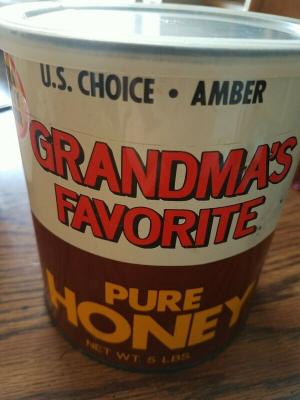 U.S. CHOICE • AMBER
GRANDMA'S
FAVORITE
PURE
HONEY
NET WT. 5 LBS.